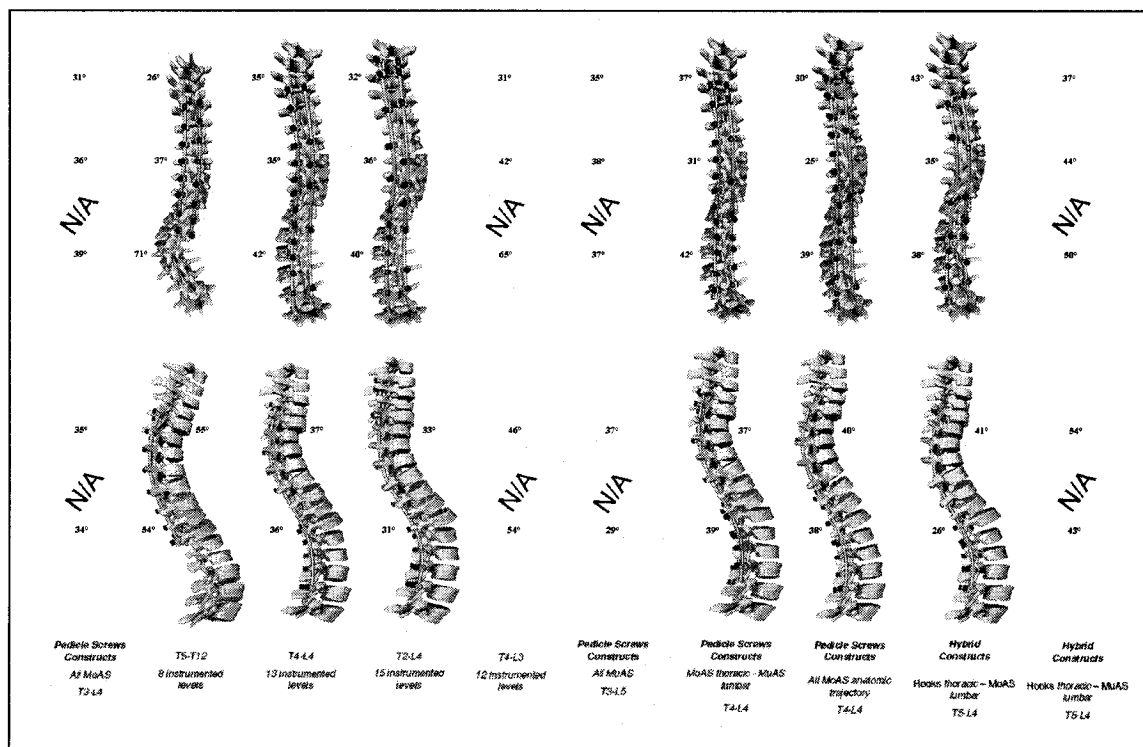 31° 26° 35° 32° 31° 35° 37° 30° 43° 37°
36° 37° 35° 36° 42° 38° 31° 25° 35° 44°
N/A N/A N/A
39° 71° 42° 40° 65° 37° 42° 39° 38° 50°
35° 55° 37° 33° 46° 37° 37° 40° 41° 54°
N/A N/A N/A
34° 54° 36° 31° 54° 29° 39° 38° 26° 43°
Pedicle Screws
Constructs
All MoAS
T3-L4
T5-T12
8 instrumented
levels
T4-L4
13 instrumented
levels
T2-L4
15 instrumented
levels
T4-L3
12 instrumented
levels
Pedicle Screws
Constructs
All MuAS
T3-L5
Pedicle Screws
Constructs
MoAS thoracic - MuAS
lumbar
T4-L4
Pedicle Screws
Constructs
All MoAS anatomic
trajectory
T4-L4
Hybrid
Constructs
Hooks thoracic – MoAS
lumbar
T5-L4
Hybrid
Constructs
Hooks thoracic – MuAS
lumbar
T5-L4